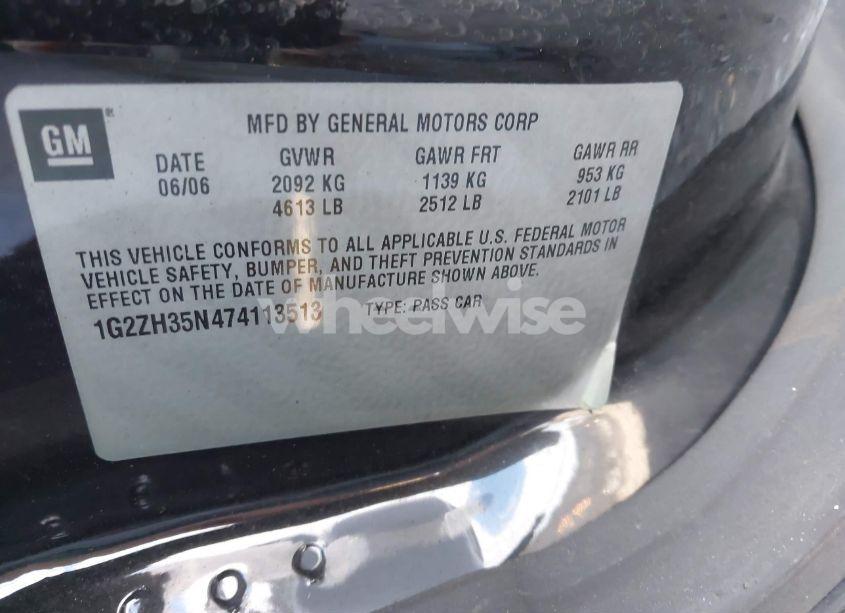 GM
MFD BY GENERAL MOTORS CORP
DATE GVWR GAWR FRT GAWR RR
06/06 2092 KG 1139 KG 953 KG
4613 LB 2512 LB 2101 LB
THIS VEHICLE CONFORMS TO ALL APPLICABLE U.S. FEDERAL MOTOR
VEHICLE SAFETY, BUMPER, AND THEFT PREVENTION STANDARDS IN
EFFECT ON THE DATE OF MANUFACTURE SHOWN ABOVE.
1G2ZH35N474113513 TYPE: PASS CAR
wheelwise